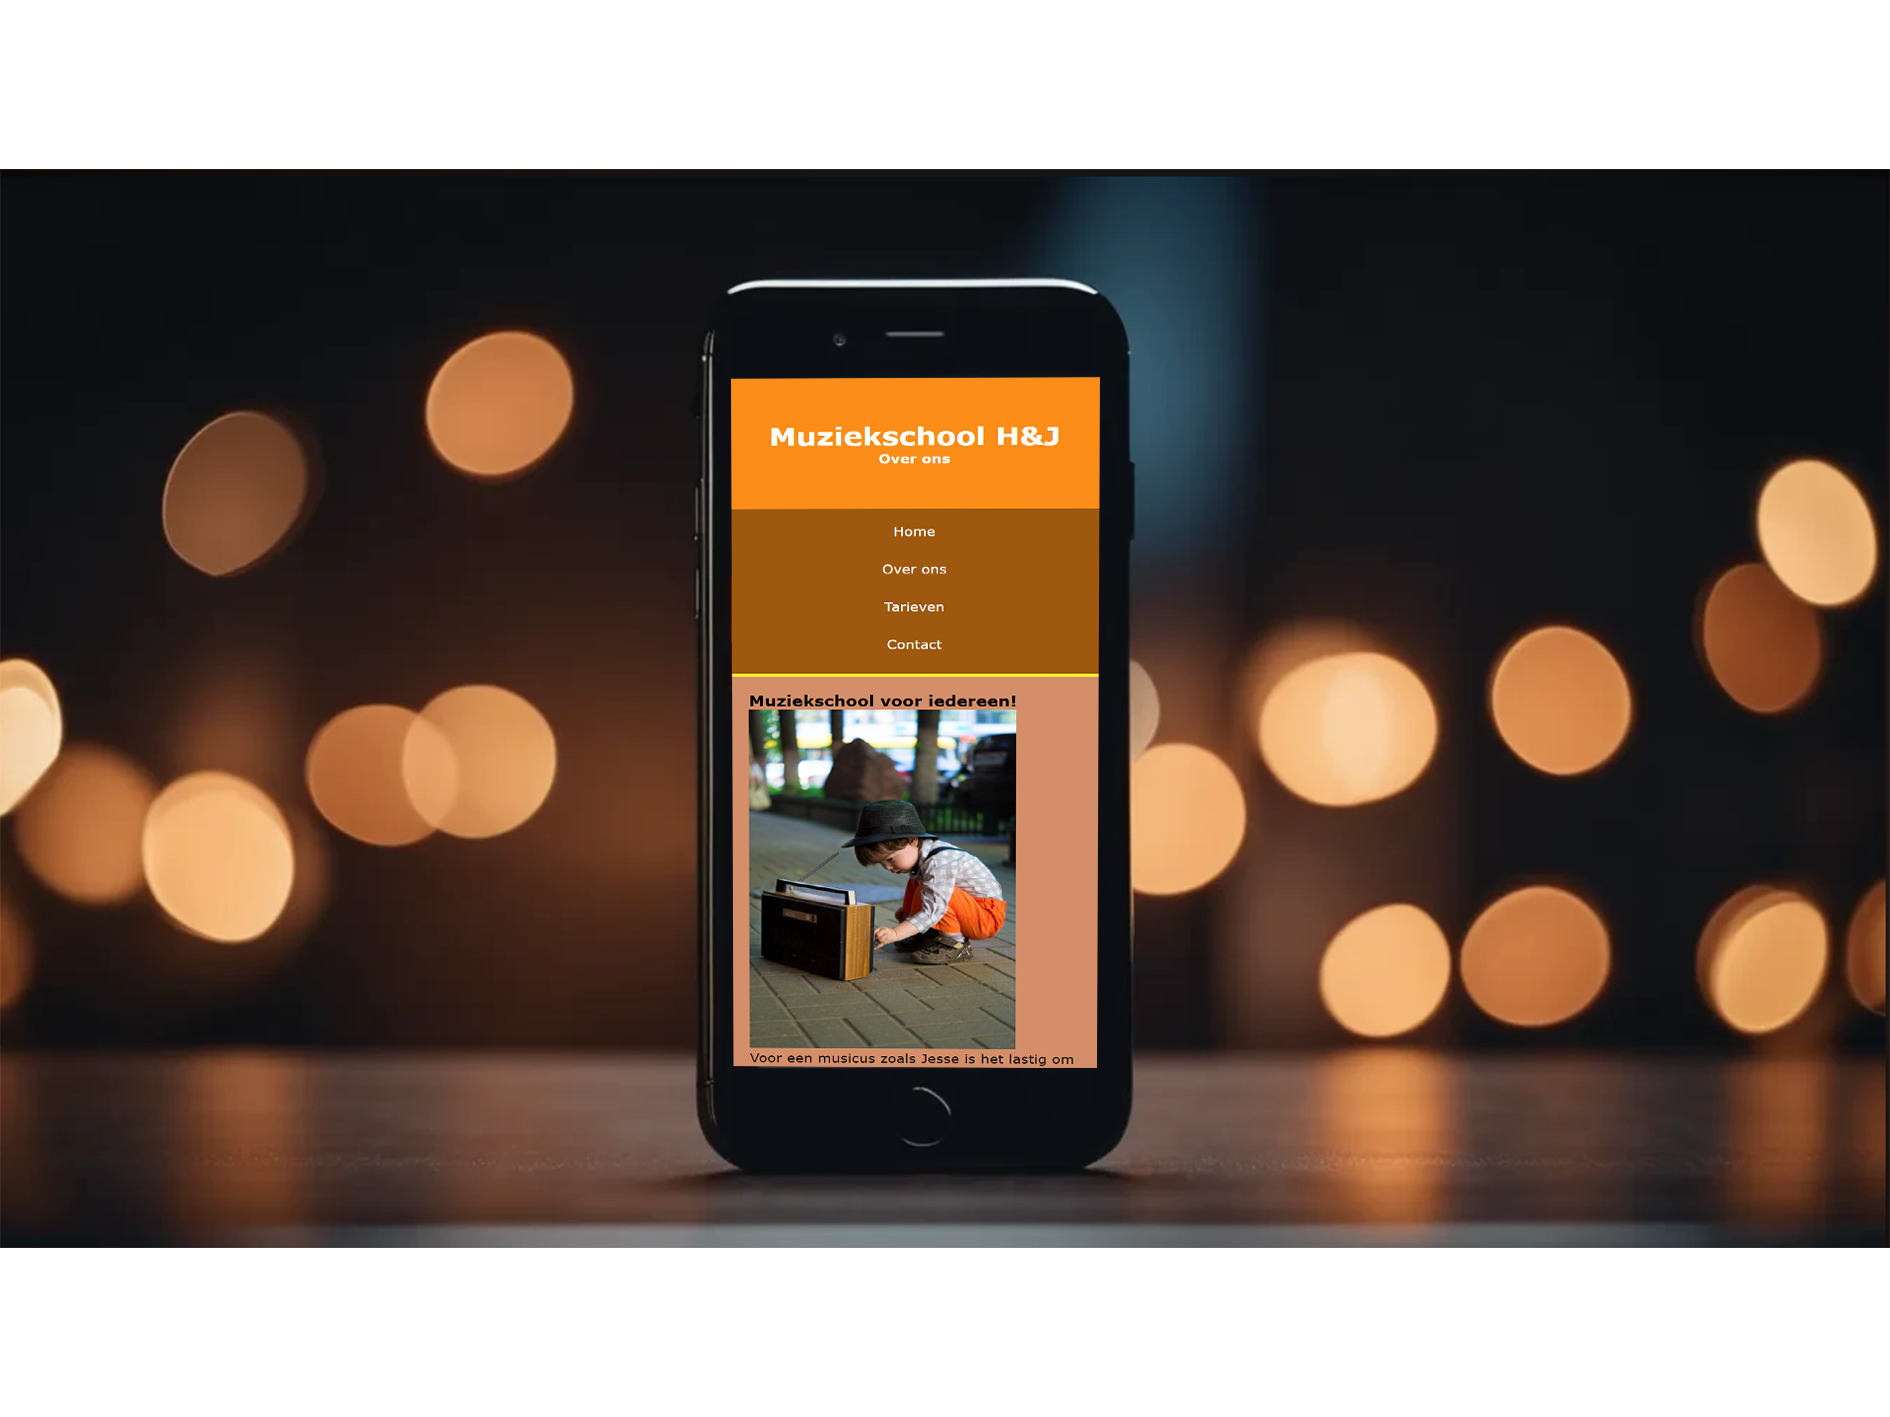 Muziekschool H&J
Over ons
Home
Over ons
Tarieven
Contact
Muziekschool voor iedereen!
Voor een musicus zoals Jesse is het lastig om